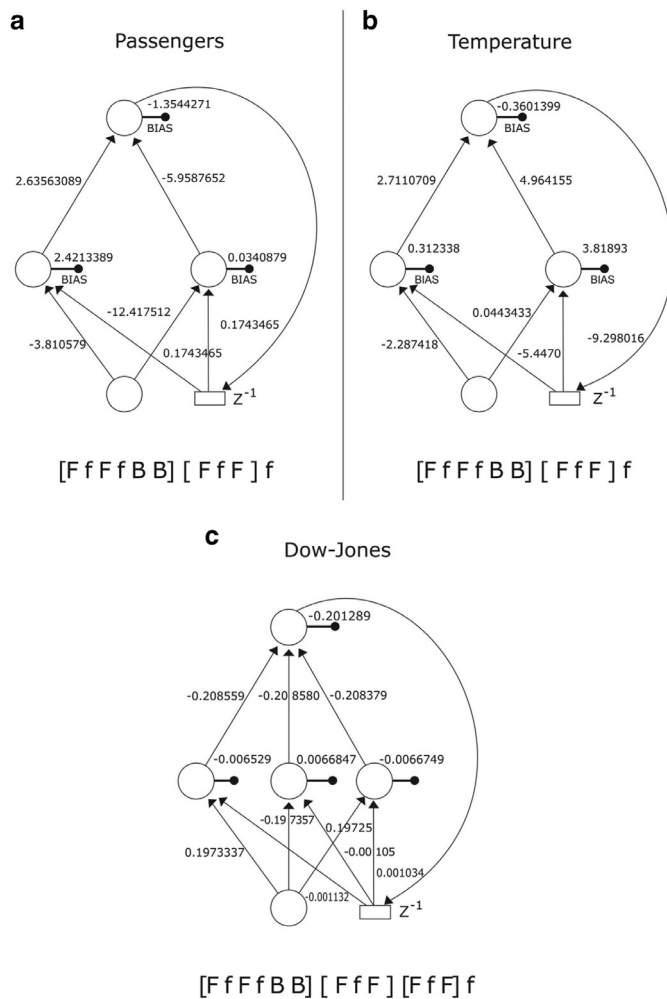 a
Passengers
-1.3544271
BIAS
2.63563089
-5.9587652
2.4213389
BIAS
0.0340879
BIAS
-12.417512
0.1743465
-3.810579
0.1743465
Z-1
[F f F f B B] [ F f F ] f
b
Temperature
-0.3601399
BIAS
2.7110709
4.964155
0.312338
BIAS
3.81893
BIAS
0.0443433
-9.298016
-2.287418
-5.4470
Z-1
[F f F f B B] [ F f F ] f
c
Dow-Jones
-0.201289
-0.208559
-0.208580
-0.208379
-0.006529
0.0066847
-0.0066749
-0.197357
0.19725
0.1973337
-0.00105
0.001034
-0.001132
Z-1
[F f F f B B] [ F f F ] [F f F] f